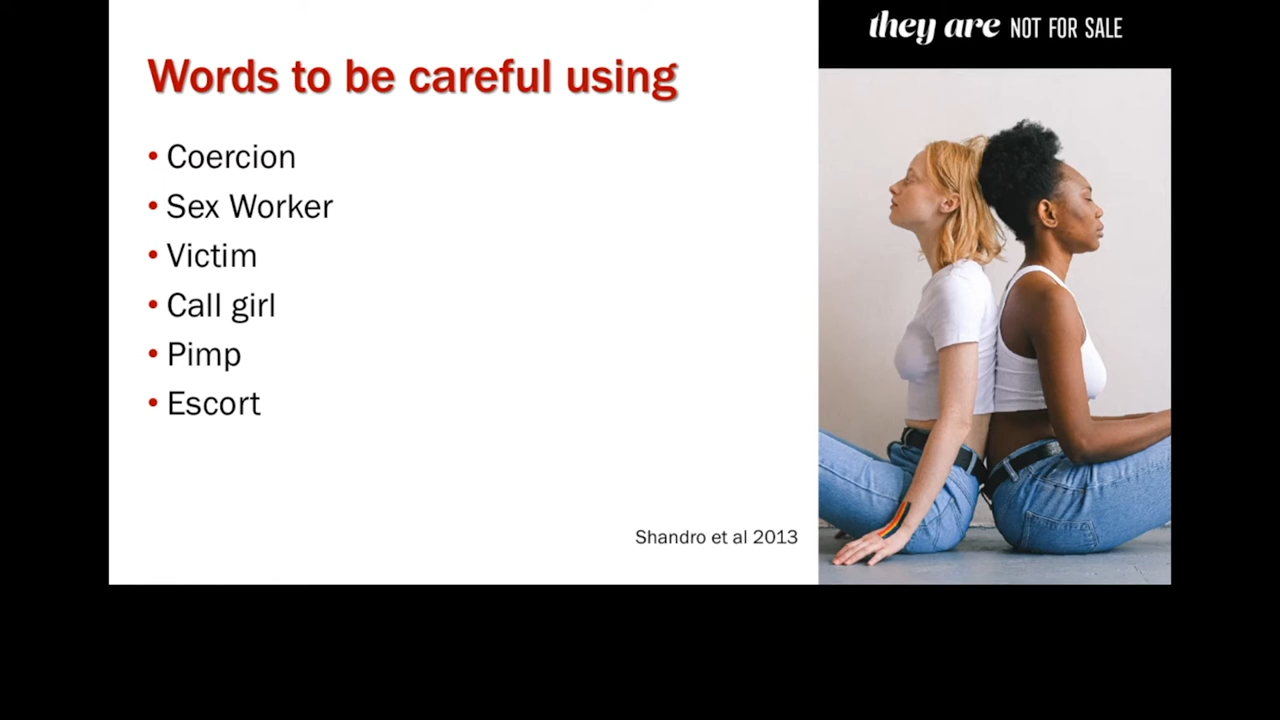 they are NOT FOR SALE
Words to be careful using
• Coercion
• Sex Worker
• Victim
• Call girl
• Pimp
• Escort
Shandro et al 2013